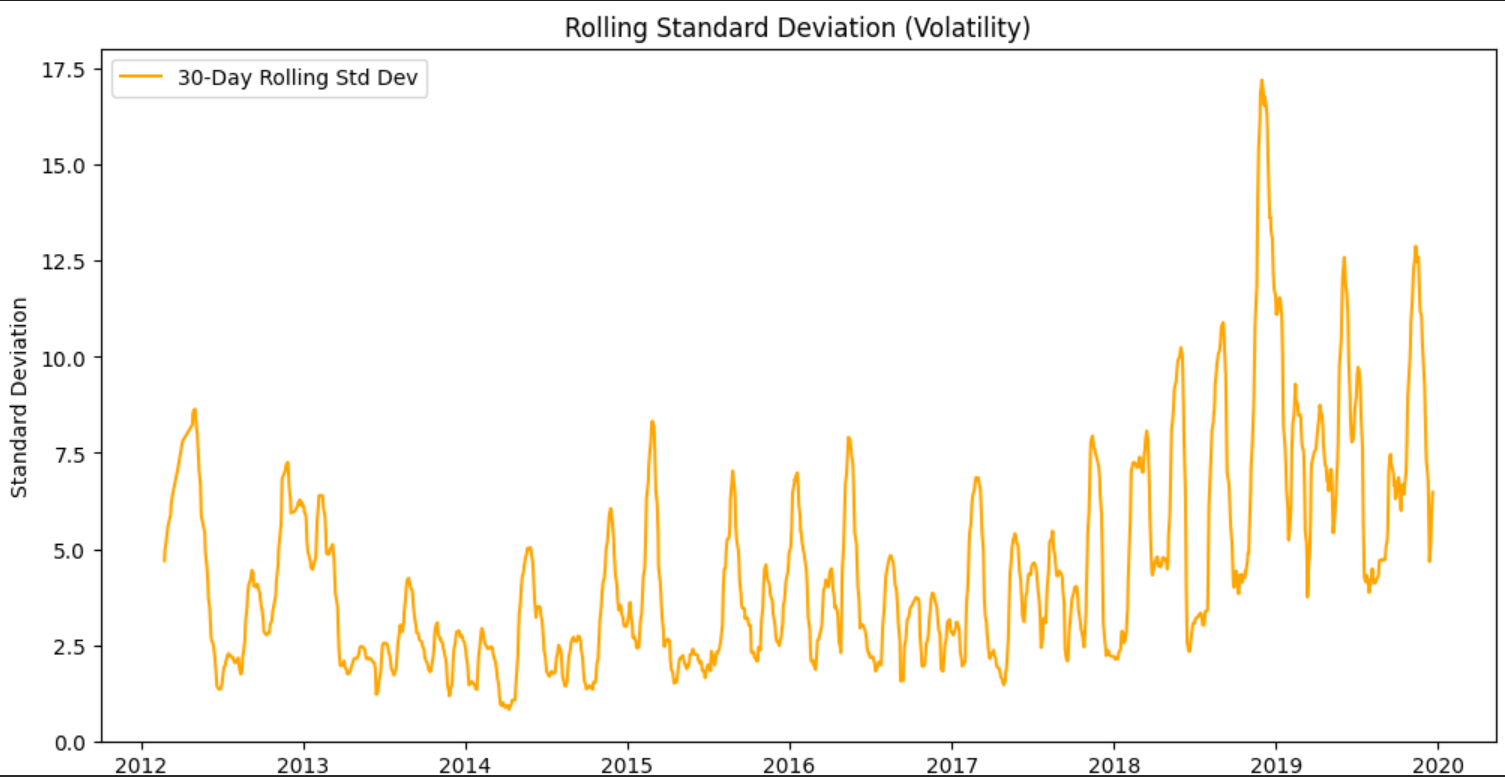 Rolling Standard Deviation (Volatility)
30-Day Rolling Std Dev
17.5
15.0
12.5
10.0
7.5
5.0
2.5
0.0
Standard Deviation
2012 2013 2014 2015 2016 2017 2018 2019 2020